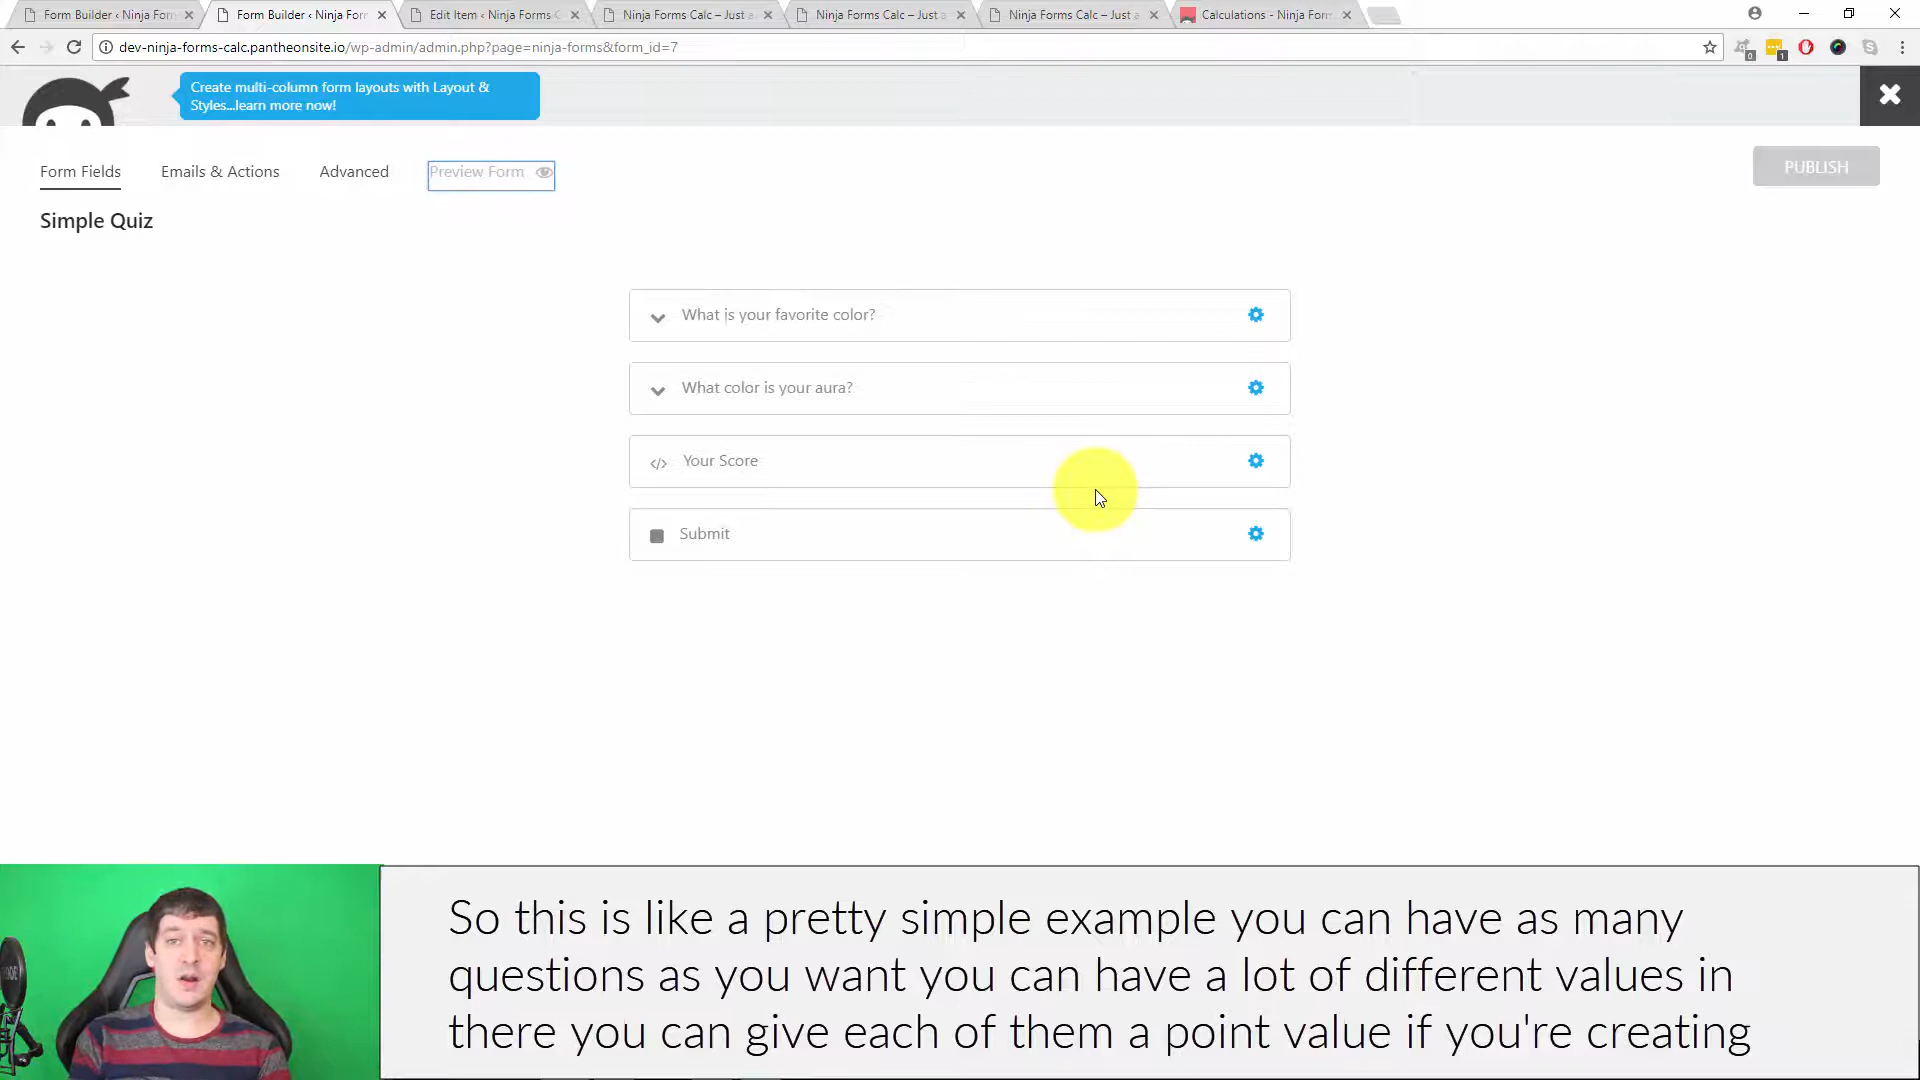 Form Builder ‹ Ninja For
Form Builder ‹ Ninja For
Edit Item ‹ Ninja Forms C
Ninja Forms Calc – Just a
Ninja Forms Calc – Just a
Ninja Forms Calc – Just a
Calculations - Ninja Form
dev-ninja-forms-calc.pantheonsite.io/wp-admin/admin.php?page=ninja-forms&form_id=7
0
1
Create multi-column form layouts with Layout &
Styles...learn more now!
Form Fields
Emails & Actions
Advanced
Preview Form
PUBLISH
Simple Quiz
What is your favorite color?
What color is your aura?
</> Your Score
Submit
So this is like a pretty simple example you can have as many
questions as you want you can have a lot of different values in
there you can give each of them a point value if you're creating